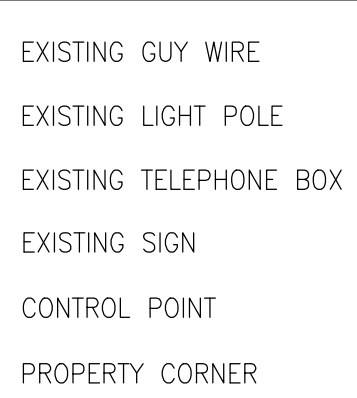 EXISTING GUY WIRE
EXISTING LIGHT POLE
EXISTING TELEPHONE BOX
EXISTING SIGN
CONTROL POINT
PROPERTY CORNER